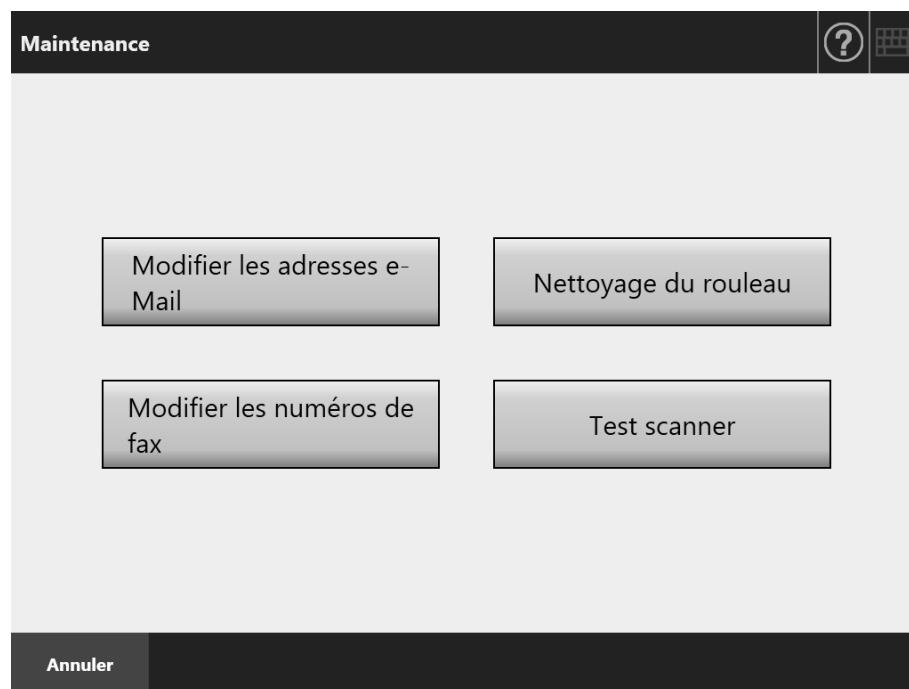 Maintenance
Modifier les adresses e-
Mail
Nettoyage du rouleau
Modifier les numéros de
fax
Test scanner
Annuler